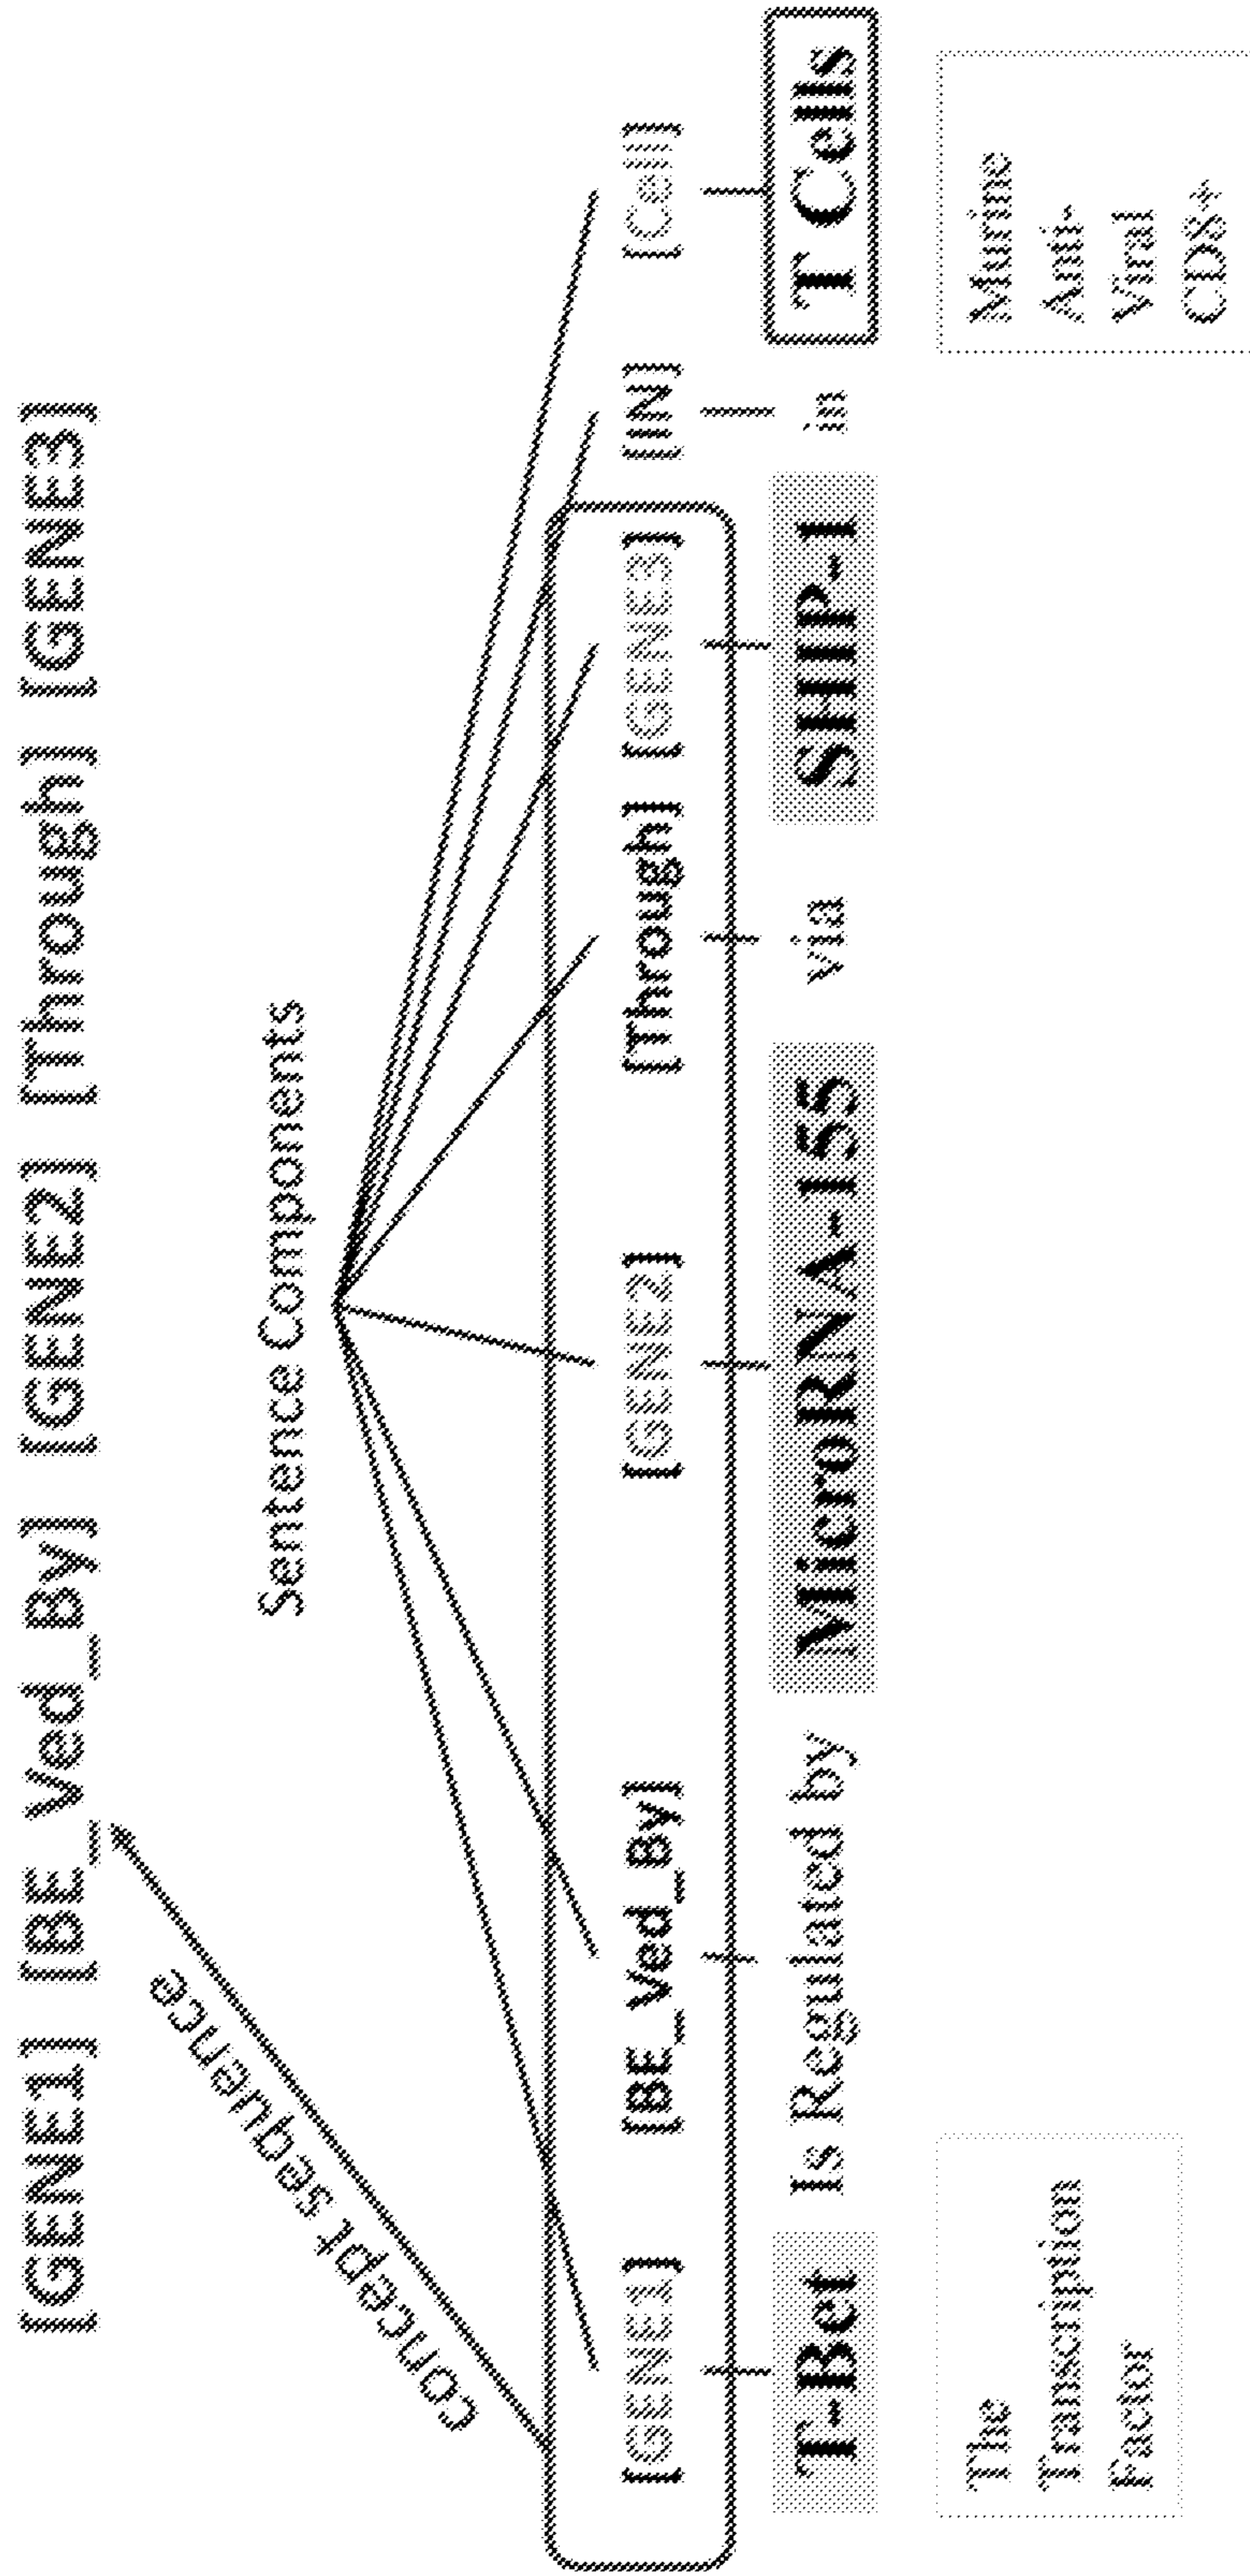 [GENE1] [BE_Ved_By] [GENE2] [Through] [GENE3]
concept sequence
Sentence Components
[GENE1] [BE_Ved_By] [GENE2] [Through] [GENE3] [IN] [Cell]
T-Bet Is Regulated by MicroRNA-155 via SHIP-1 in T Cells
The
Transcription
Factor
Murine
Anti-
Viral
CD8+